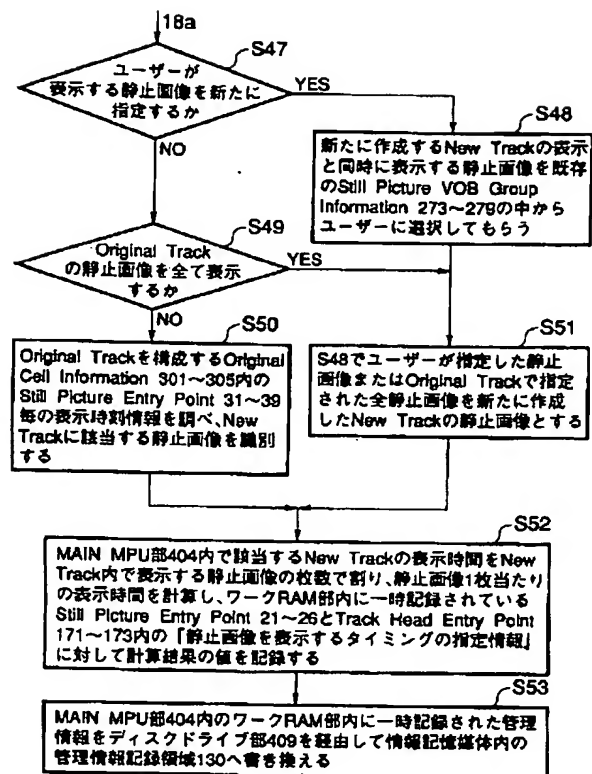 18a
S47
ユーザーが
表示する静止画像を新たに
指定するか
YES
NO
S48
新たに作成するNew Trackの表示
と同時に表示する静止画像を既存
のStill Picture VOB Group
Information 273～279の中から
ユーザーに選択してもらう
S49
Original Track
の静止画像を全て表示
するか
YES
NO
S50
Original Trackを構成するOriginal
Cell Information 301～305内の
Still Picture Entry Point 31～39
毎の表示時刻情報を調べ、New
Trackに該当する静止画像を識別
する
S51
S48でユーザーが指定した静止
画像またはOriginal Trackで指定
された全静止画像を新たに作成
したNew Trackの静止画像とする
S52
MAIN MPU部404内で該当するNew Trackの表示時間をNew
Track内で表示する静止画像の枚数で割り、静止画像1枚当たり
の表示時間を計算し、ワークRAM部内に一時記録されている
Still Picture Entry Point 21～26とTrack Head Entry Point
171～173内の「静止画像を表示するタイミングの指定情報」
に対して計算結果の値を記録する
S53
MAIN MPU部404内のワークRAM部内に一時記録された管理
情報をディスクドライブ部409を経由して情報記憶媒体内の
管理情報記録領域130へ書き換える